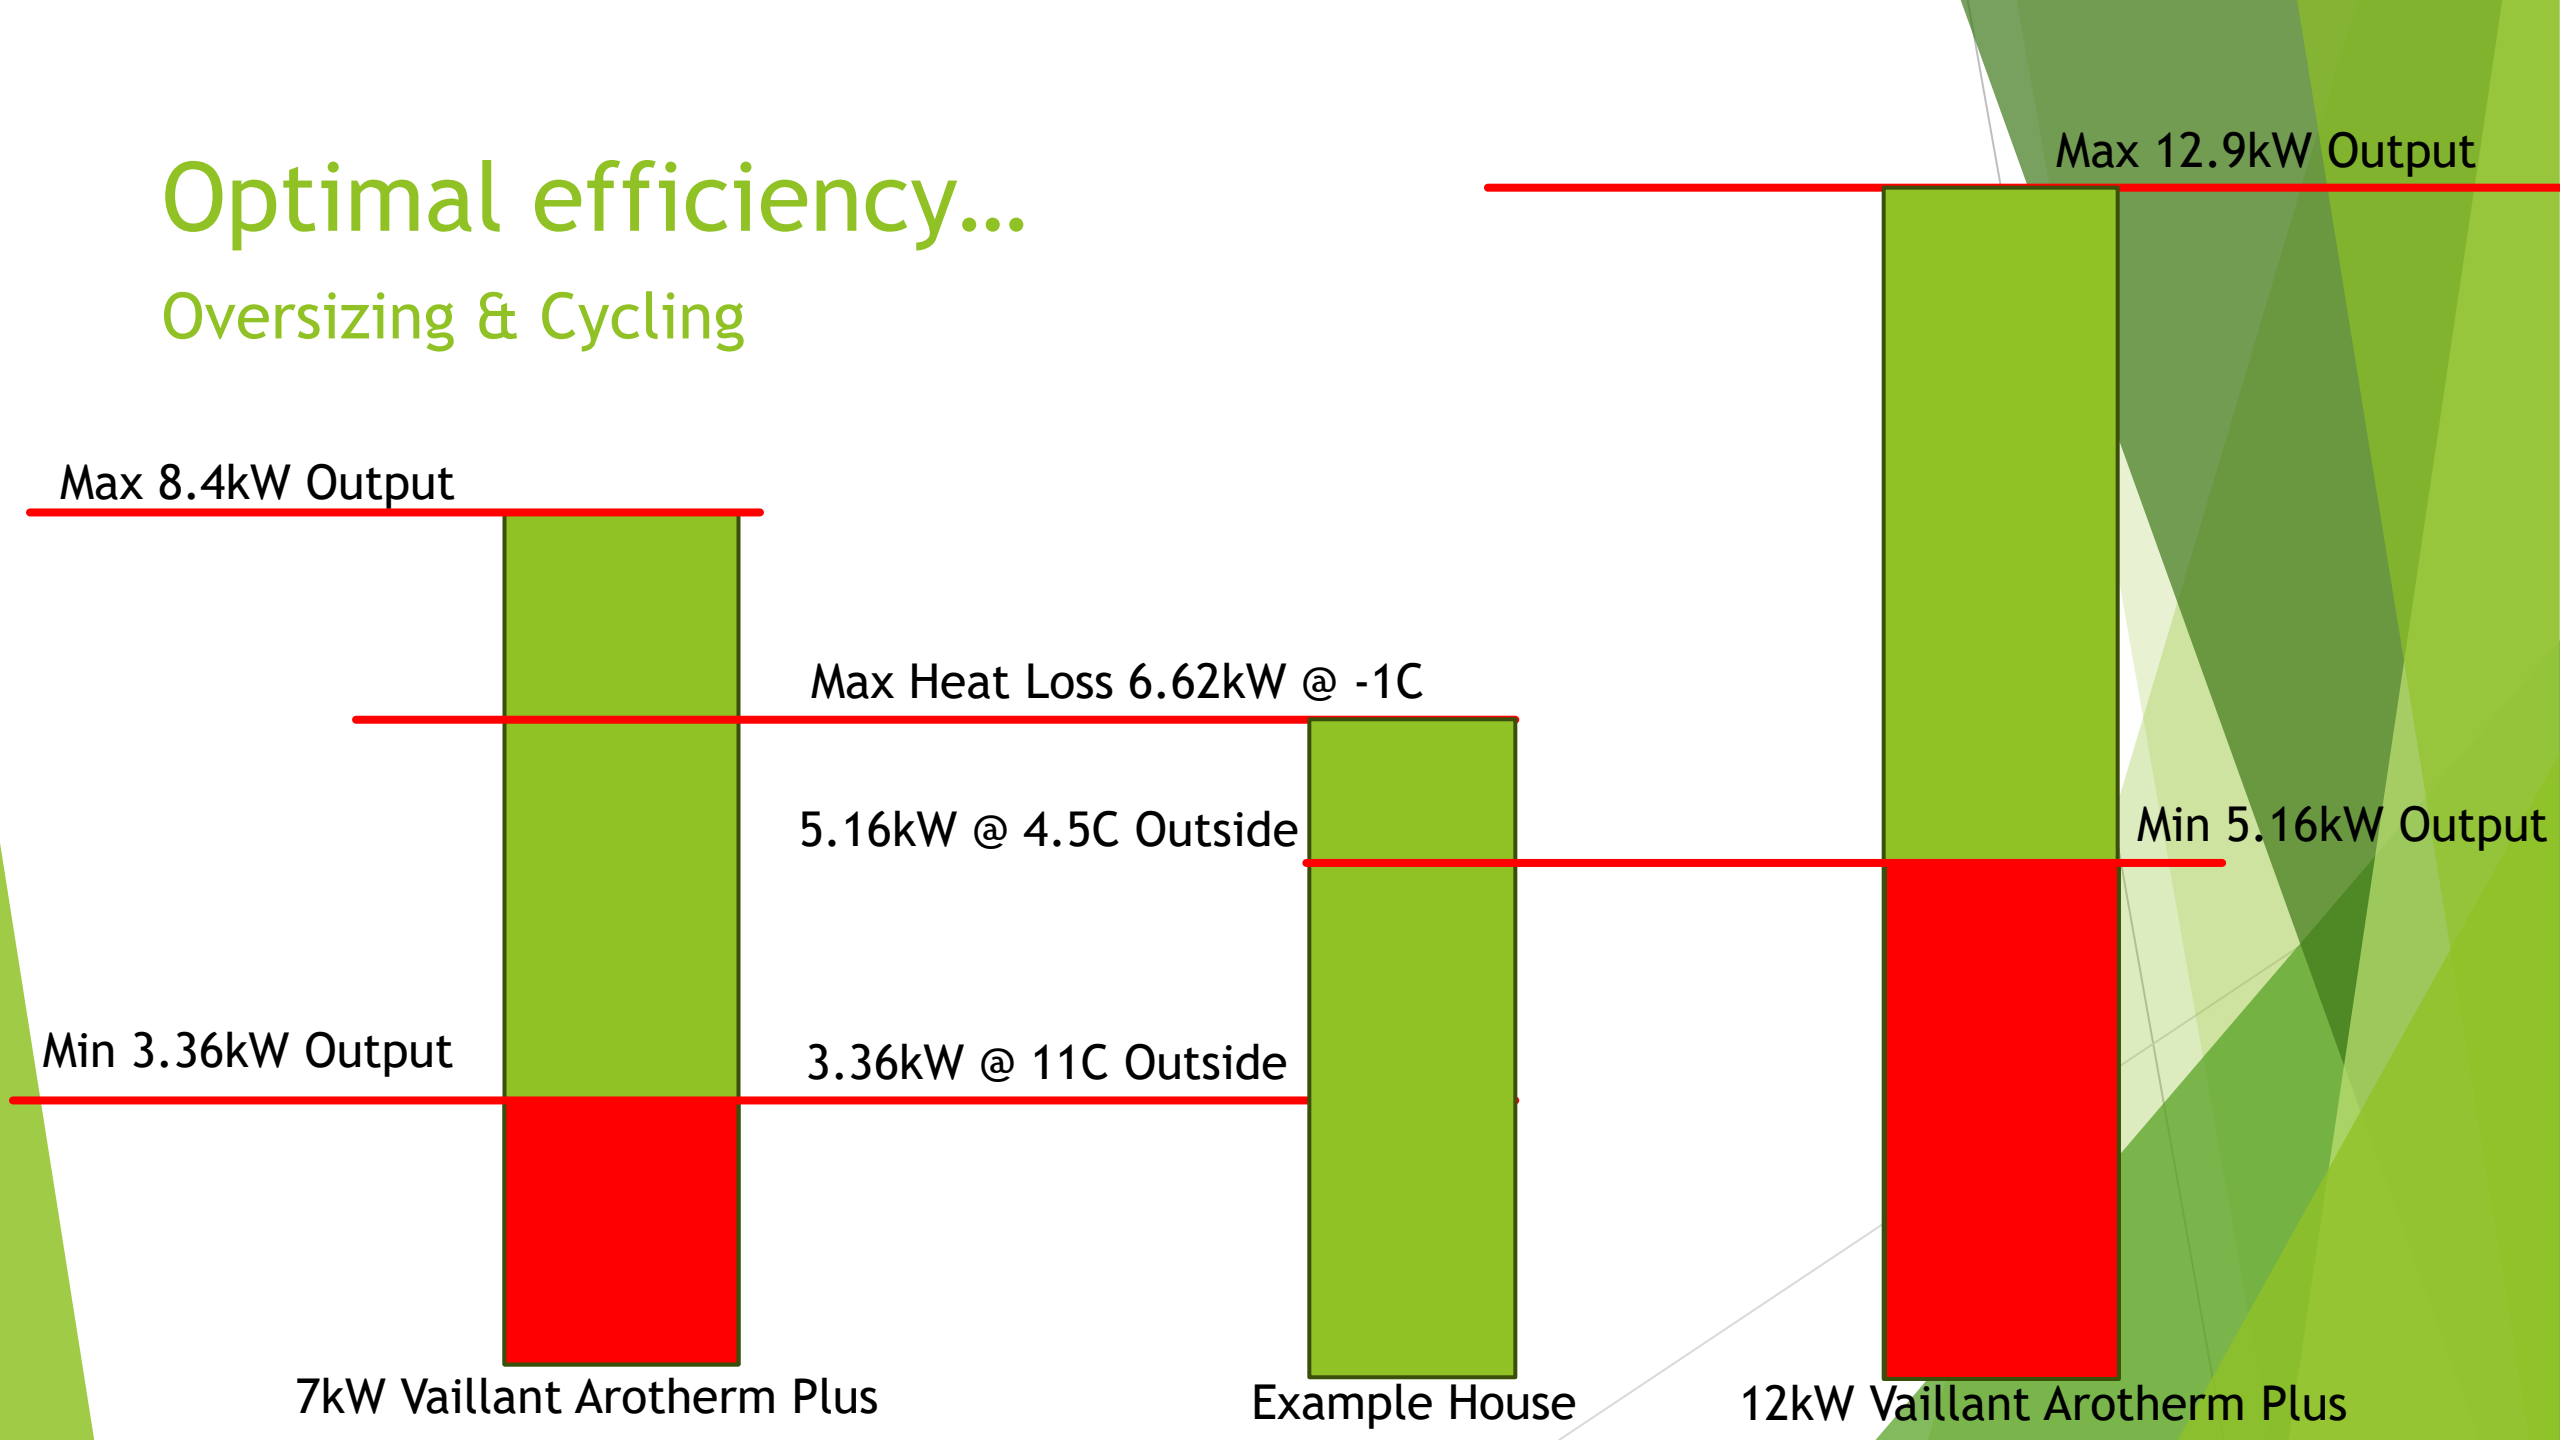 Optimal efficiency…
Oversizing & Cycling
Max 12.9kW Output
Max 8.4kW Output
Max Heat Loss 6.62kW @ -1C
5.16kW @ 4.5C Outside
Min 5.16kW Output
Min 3.36kW Output
3.36kW @ 11C Outside
7kW Vaillant Arotherm Plus
Example House
12kW Vaillant Arotherm Plus